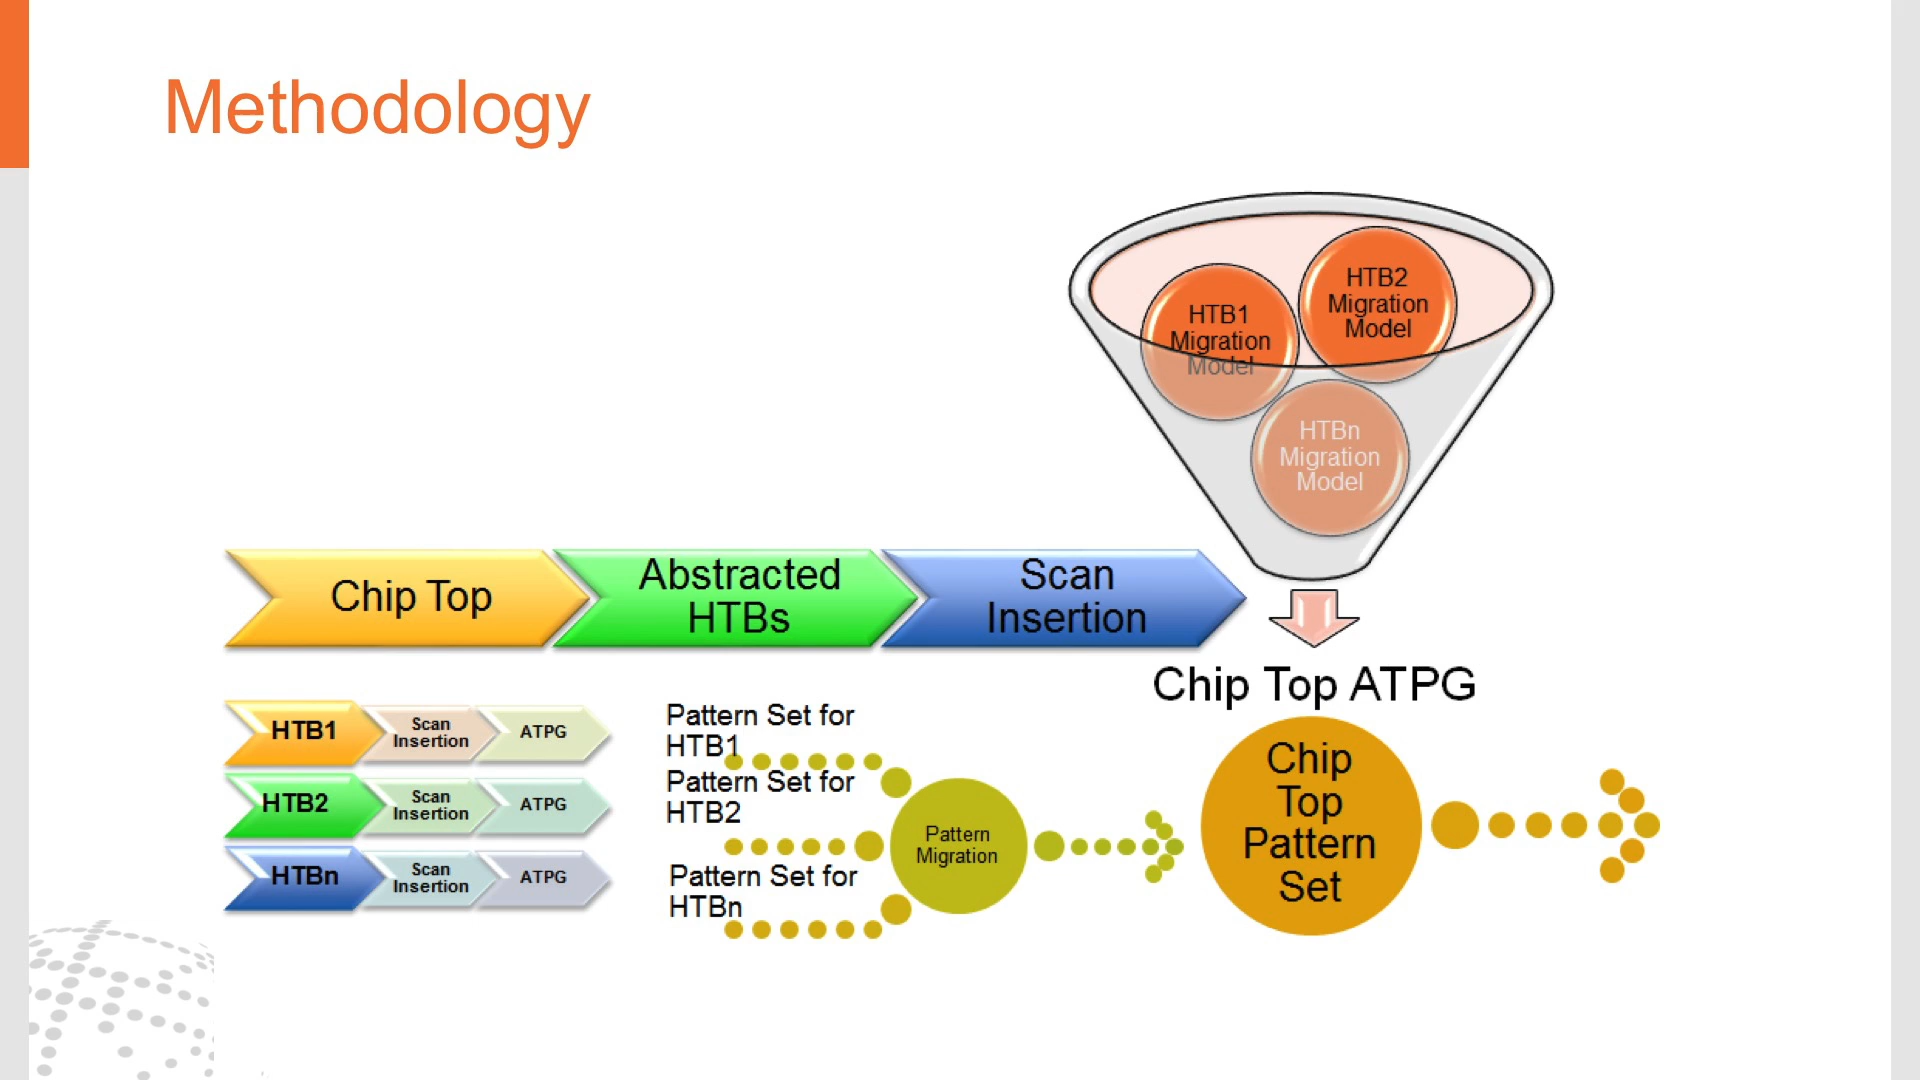 Methodology
HTB1
Migration
Model
HTB2
Migration
Model
HTBn
Migration
Model
Chip Top
Abstracted
HTBs
Scan
Insertion
Chip Top ATPG
HTB1
Scan
Insertion
ATPG
HTB2
Scan
Insertion
ATPG
HTBn
Scan
Insertion
ATPG
Pattern Set for
HTB1
Pattern Set for
HTB2
Pattern Set for
HTBn
Pattern
Migration
Chip
Top
Pattern
Set